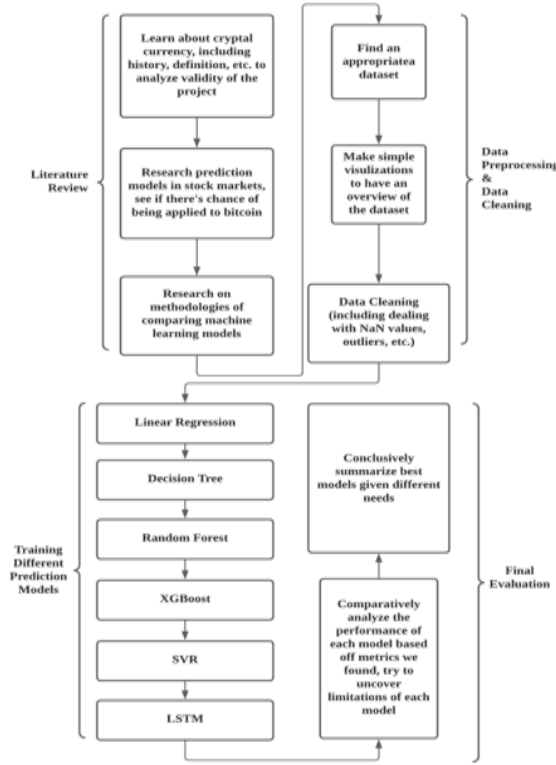 Learn about cryptal
currency, including
history, definition, etc. to
analyze validity of the
project
Literature
Review
Research prediction
models in stock markets,
see if there's chance of
being applied to bitcoin
Research on
methodologies of
comparing machine
learning models
Find an
appropriatea
dataset
Make simple
visulizations to
have an
overview of
the dataset
Data Cleaning
(including dealing
with NaN values,
outliers, etc.)
Data
Preprocessing
&
Data
Cleaning
Training
Different
Prediction
Models
Linear Regression
Decision Tree
Random Forest
XGBoost
SVR
LSTM
Comparatively
analyze the
performance of
each model based
off metrics we
found, try to
uncover
limitations of each
model
Conclusively
summarize best
models given different
needs
Final
Evaluation